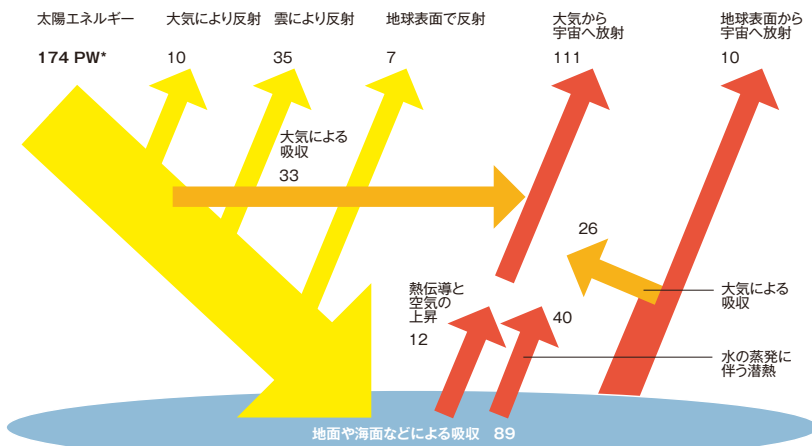 太陽エネルギー
174 PW*
大気により反射
10
雲により反射
35
地球表面で反射
7
大気から
宇宙へ放射
111
地球表面から
宇宙へ放射
10
大気による
吸収
33
26
大気による
吸収
熱伝導と
空気の
上昇
12
40
水の蒸発に
伴う潜熱
地面や海面などによる吸収 89